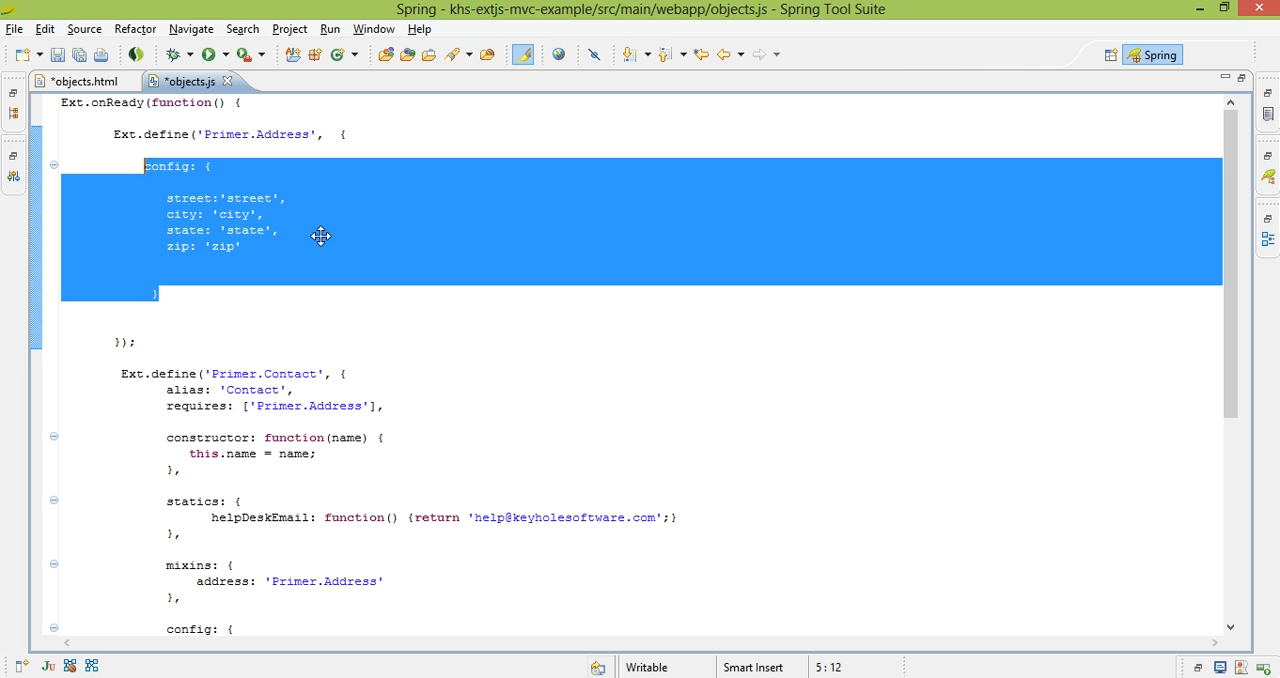 Spring - khs-extjs-mvc-example/src/main/webapp/objects.js - Spring Tool Suite
File Edit Source Refactor Navigate Search Project Run Window Help
Spring
*objects.html *objects.js
Ext.onReady(function() {
Ext.define('Primer.Address', {
config: {
street:'street',
city: 'city',
state: 'state',
zip: 'zip'
}
});
Ext.define('Primer.Contact', {
alias: 'Contact',
requires: ['Primer.Address'],
constructor: function(name) {
this.name = name;
},
statics: {
helpDeskEmail: function() {return 'help@keyholesoftware.com';}
},
mixins: {
address: 'Primer.Address'
},
config: {
Ju Writable Smart Insert 5 : 12